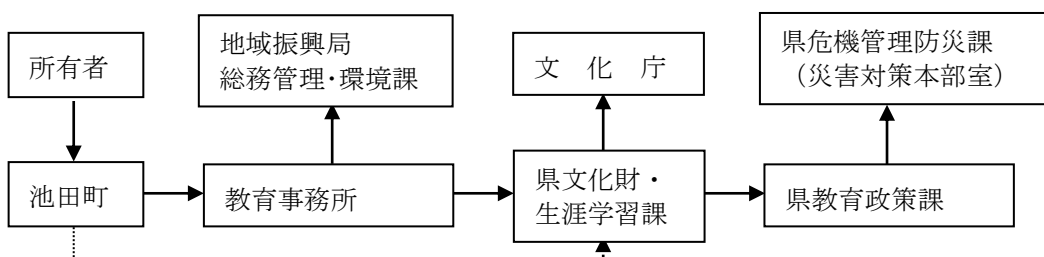 所有者
地域振興局
総務管理・環境課
文 化 庁
県危機管理防災課
（災害対策本部室）
池田町
教育事務所
県文化財・
生涯学習課
県教育政策課